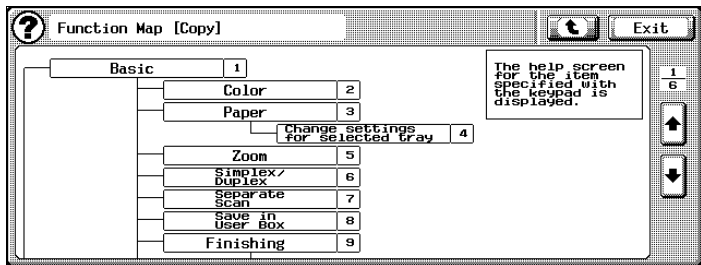 ? Function Map [Copy] Exit
Basic 1
Color 2
Paper 3
Change settings
for selected tray 4
Zoom 5
Simplex/
Duplex 6
Separate
Scan 7
Save in
User Box 8
Finishing 9
The help screen
for the item
specified with
the keypad is
displayed.
1
6